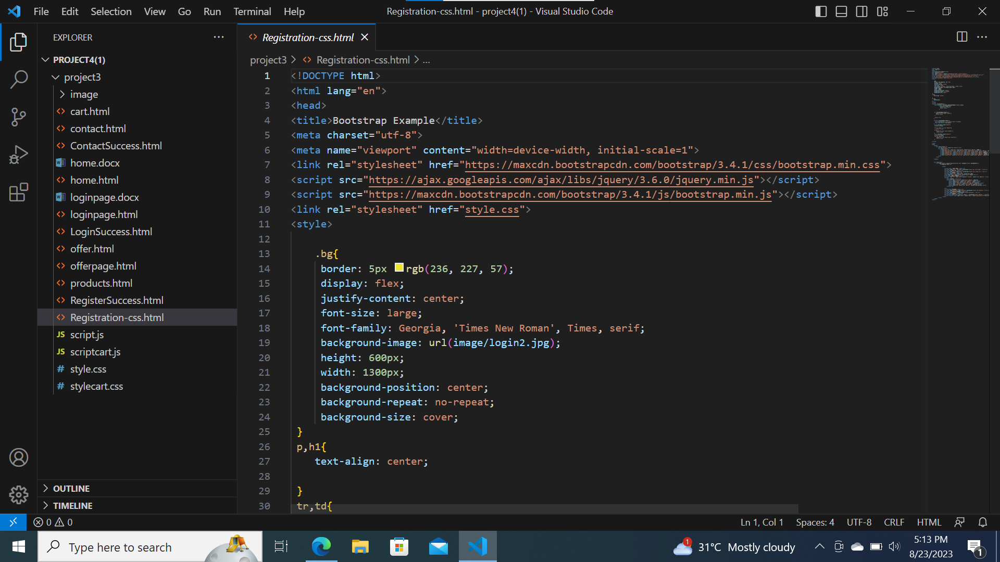 File Edit Selection View Go Run Terminal Help
Registration-css.html - project4(1) - Visual Studio Code
EXPLORER
PROJECT4(1)
project3
image
cart.html
contact.html
ContactSuccess.html
home.docx
home.html
loginpage.docx
loginpage.html
LoginSuccess.html
offer.html
offerpage.html
products.html
RegisterSuccess.html
Registration-css.html
JS script.js
JS scriptcart.js
# style.css
# stylecart.css
OUTLINE
TIMELINE
Registration-css.html
project3 > Registration-css.html > ...
1 <!DOCTYPE html>
2 <html lang="en">
3 <head>
4 <title>Bootstrap Example</title>
5 <meta charset="utf-8">
6 <meta name="viewport" content="width=device-width, initial-scale=1">
7 <link rel="stylesheet" href="https://maxcdn.bootstrapcdn.com/bootstrap/3.4.1/css/bootstrap.min.css">
8 <script src="https://ajax.googleapis.com/ajax/libs/jquery/3.6.0/jquery.min.js"></script>
9 <script src="https://maxcdn.bootstrapcdn.com/bootstrap/3.4.1/js/bootstrap.min.js"></script>
10 <link rel="stylesheet" href="style.css">
11 <style>
12
13 .bg{
14 border: 5px rgb(236, 227, 57);
15 display: flex;
16 justify-content: center;
17 font-size: large;
18 font-family: Georgia, 'Times New Roman', Times, serif;
19 background-image: url(image/login2.jpg);
20 height: 600px;
21 width: 1300px;
22 background-position: center;
23 background-repeat: no-repeat;
24 background-size: cover;
25 }
26 p,h1{
27 text-align: center;
28
29 }
30 tr,td{
0 0
Ln 1, Col 1 Spaces: 4 UTF-8 CRLF HTML
Type here to search
1 31°C Mostly cloudy
5:13 PM
8/23/2023
1